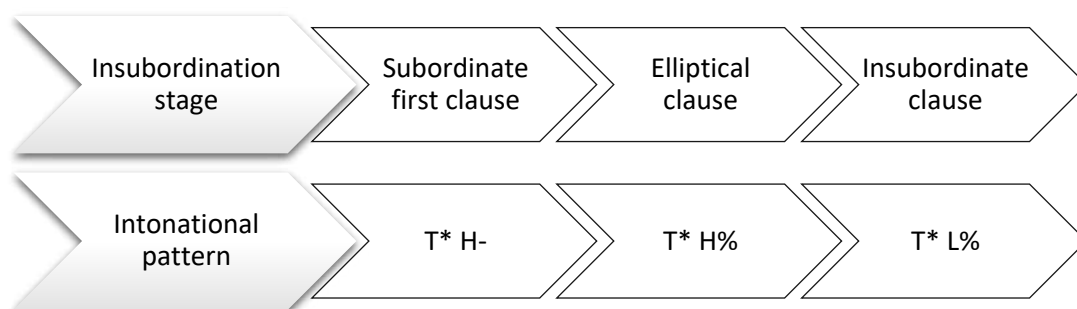 Insubordination
stage
Subordinate
first clause
Elliptical
clause
Insubordinate
clause
Intonational
pattern
T* H-
T* H%
T* L%